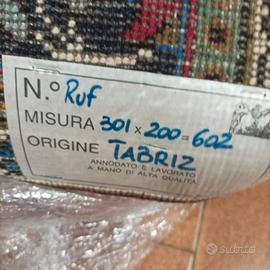 N.º Ruf
MISURA 301 x 200 = 602
ORIGINE TABRIZ
ANNODATO E LAVORATO
A MANO DI ALTA QUALITÀ
subito